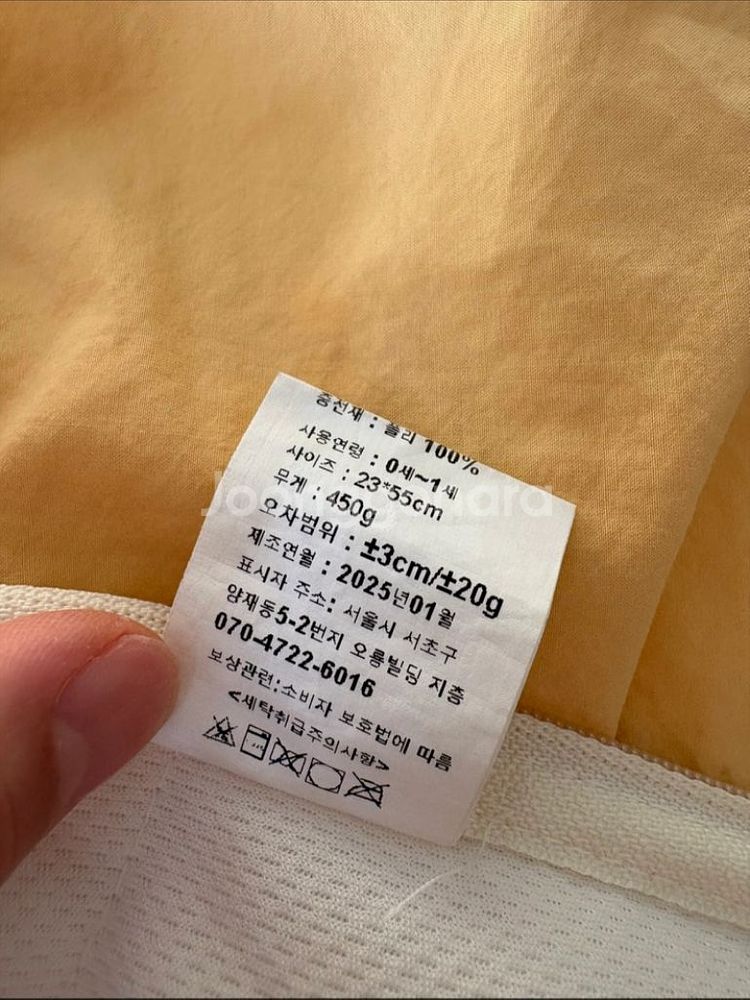 충전재 : 폴리 100%
사용연령 : 0세~1세
사이즈 : 23*55cm
무게 : 450g
오차범위 : ±3cm/±20g
제조연월 : 2025년01월
표시자 주소: 서울시 서초구
양재동5-2번지 오룡빌딩 지층
070-4722-6016
보상관련:소비자 보호법에 따름
<세탁취급주의사항>
Joonggonara